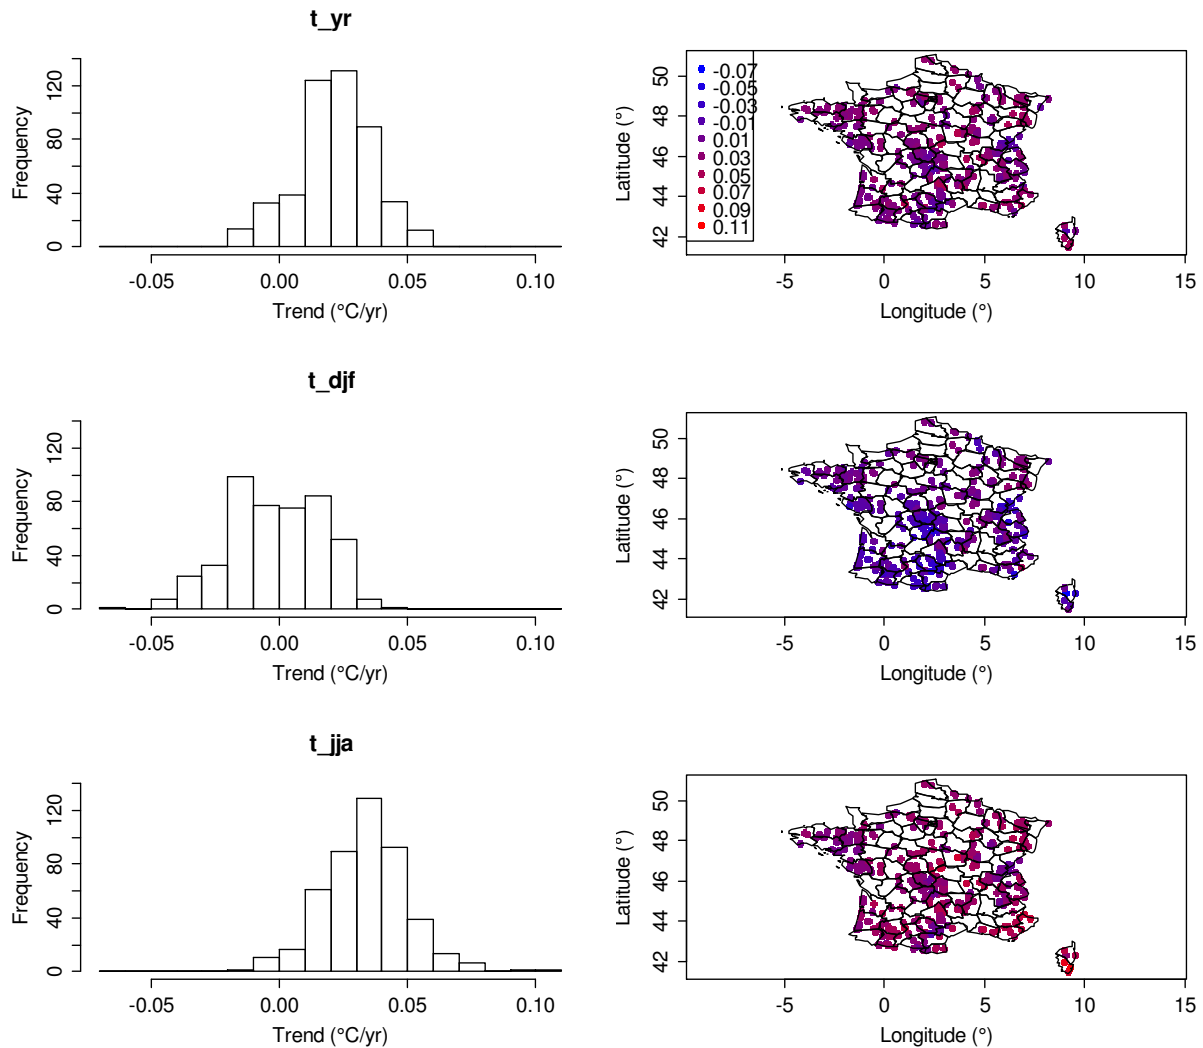 t_yr
Frequency
0 40 80 120
-0.05 0.00 0.05 0.10
Trend (°C/yr)
Latitude (°)
42 44 46 48 50
-0.07
-0.05
-0.03
-0.01
0.01
0.03
0.05
0.07
0.09
0.11
-5 0 5 10 15
Longitude (°)
t_djf
Frequency
0 40 80 120
-0.05 0.00 0.05 0.10
Trend (°C/yr)
Latitude (°)
42 44 46 48 50
-5 0 5 10 15
Longitude (°)
t_jja
Frequency
0 40 80 120
-0.05 0.00 0.05 0.10
Trend (°C/yr)
Latitude (°)
42 44 46 48 50
-5 0 5 10 15
Longitude (°)